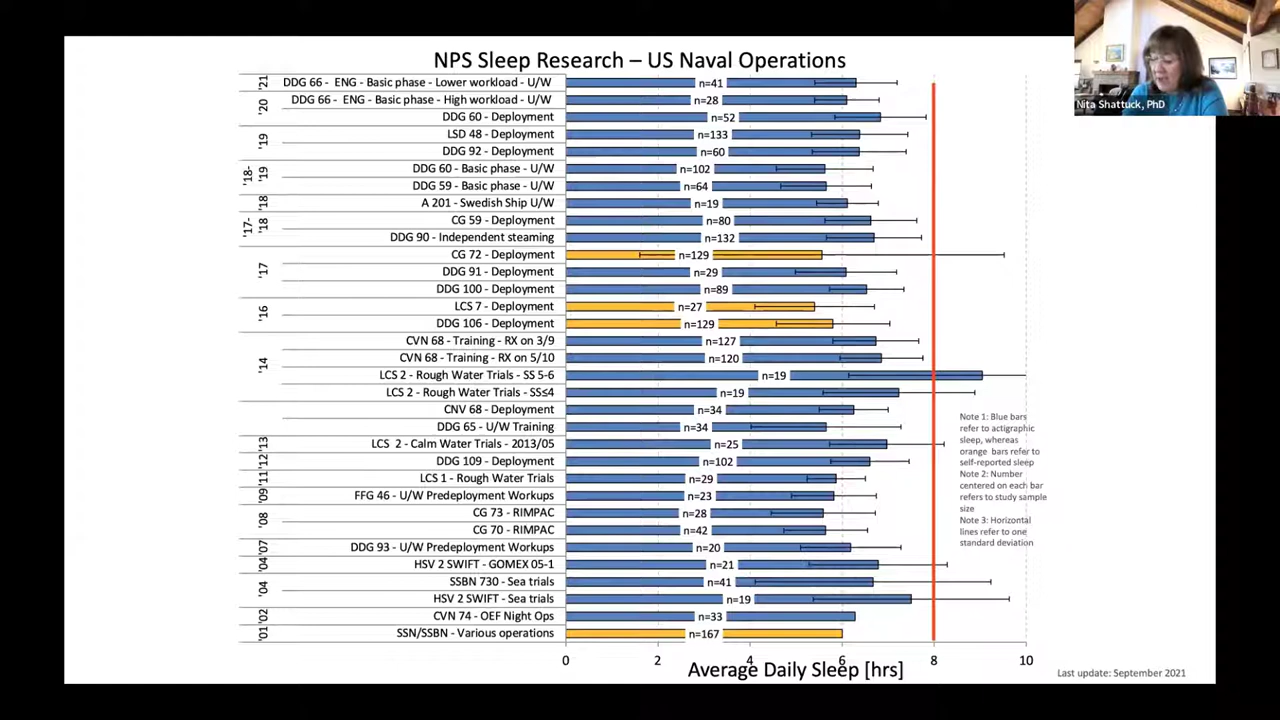 NPS Sleep Research – US Naval Operations
Nita Shattuck, PhD
'21
DDG 66 - ENG - Basic phase - Lower workload - U/W
n=41
'20
DDG 66 - ENG - Basic phase - High workload - U/W
n=28
DDG 60 - Deployment
n=52
'19
LSD 48 - Deployment
n=133
DDG 92 - Deployment
n=60
'18-
'19
DDG 60 - Basic phase - U/W
n=102
DDG 59 - Basic phase - U/W
n=64
'18
A 201 - Swedish Ship U/W
n=19
'17-
'18
CG 59 - Deployment
n=80
DDG 90 - Independent steaming
n=132
'17
CG 72 - Deployment
n=129
DDG 91 - Deployment
n=29
DDG 100 - Deployment
n=89
'16
LCS 7 - Deployment
n=27
DDG 106 - Deployment
n=129
'14
CVN 68 - Training - RX on 3/9
n=127
CVN 68 - Training - RX on 5/10
n=120
LCS 2 - Rough Water Trials - SS 5-6
n=19
LCS 2 - Rough Water Trials - SS≤4
n=19
CNV 68 - Deployment
n=34
DDG 65 - U/W Training
n=34
'13
LCS 2 - Calm Water Trials - 2013/05
n=25
'12
DDG 109 - Deployment
n=102
'11
LCS 1 - Rough Water Trials
n=29
'09
FFG 46 - U/W Predeployment Workups
n=23
'08
CG 73 - RIMPAC
n=28
CG 70 - RIMPAC
n=42
'07
DDG 93 - U/W Predeployment Workups
n=20
'04
HSV 2 SWIFT - GOMEX 05-1
n=21
'04
SSBN 730 - Sea trials
n=41
HSV 2 SWIFT - Sea trials
n=19
'02
CVN 74 - OEF Night Ops
n=33
'01
SSN/SSBN - Various operations
n=167
Note 1: Blue bars
refer to actigraphic
sleep, whereas
orange bars refer to
self-reported sleep
Note 2: Number
centered on each bar
refers to study sample
size
Note 3: Horizontal
lines refer to one
standard deviation
0 2 4 6 8 10
Average Daily Sleep [hrs]
Last update: September 2021